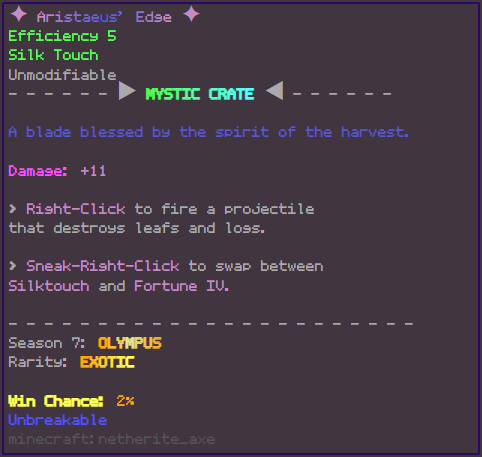 ✦ Aristaeus' Edge ✦
Efficiency 5
Silk Touch
Unmodifiable
- - - - - - ▶ MYSTIC CRATE ◀ - - - - - -
A blade blessed by the spirit of the harvest.
Damage: +11
> Right-Click to fire a projectile
that destroys leafs and logs.
> Sneak-Right-Click to swap between
Silktouch and Fortune IV.
- - - - - - - - - - - - - - - - - - - - - - -
Season 7: OLYMPUS
Rarity: EXOTIC
Win Chance: 2%
Unbreakable
minecraft:netherite_axe